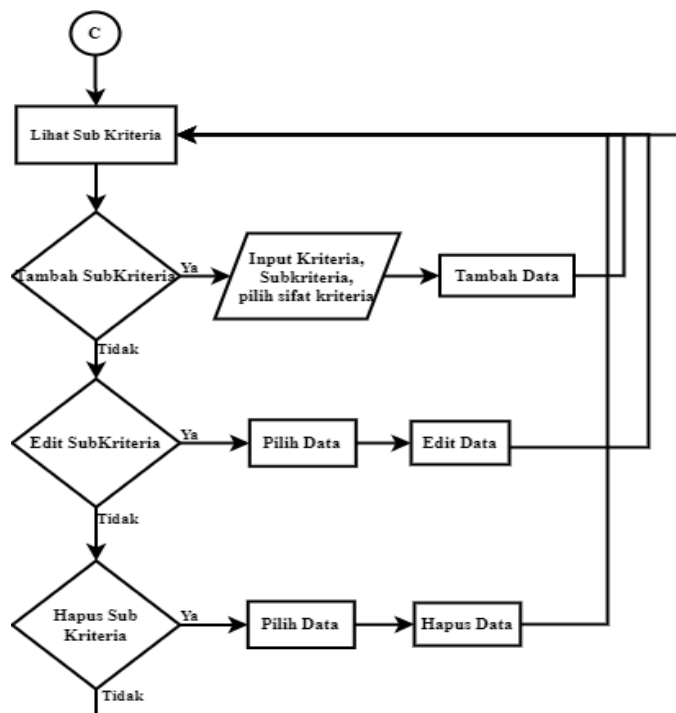 C
Lihat Sub Kriteria
Tambah SubKriteria
Ya
Input Kriteria,
Subkriteria,
pilih sifat kriteria
Tambah Data
Tidak
Edit SubKriteria
Ya
Pilih Data
Edit Data
Tidak
Hapus Sub
Kriteria
Ya
Pilih Data
Hapus Data
Tidak